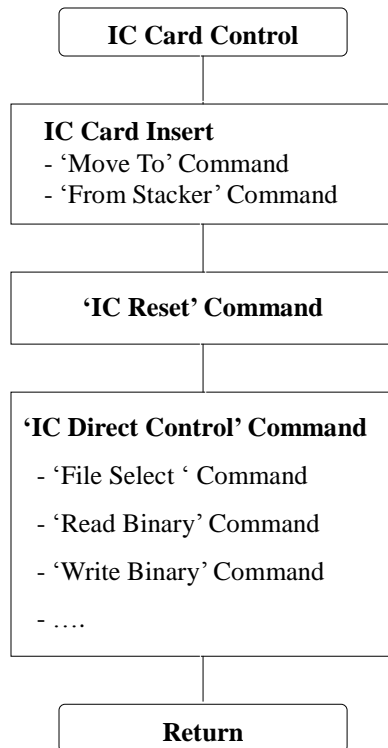 IC Card Control
IC Card Insert
- ‘Move To’ Command
- ‘From Stacker’ Command
‘IC Reset’ Command
‘IC Direct Control’ Command
- ‘File Select ‘ Command
- ‘Read Binary’ Command
- ‘Write Binary’ Command
- ….
Return